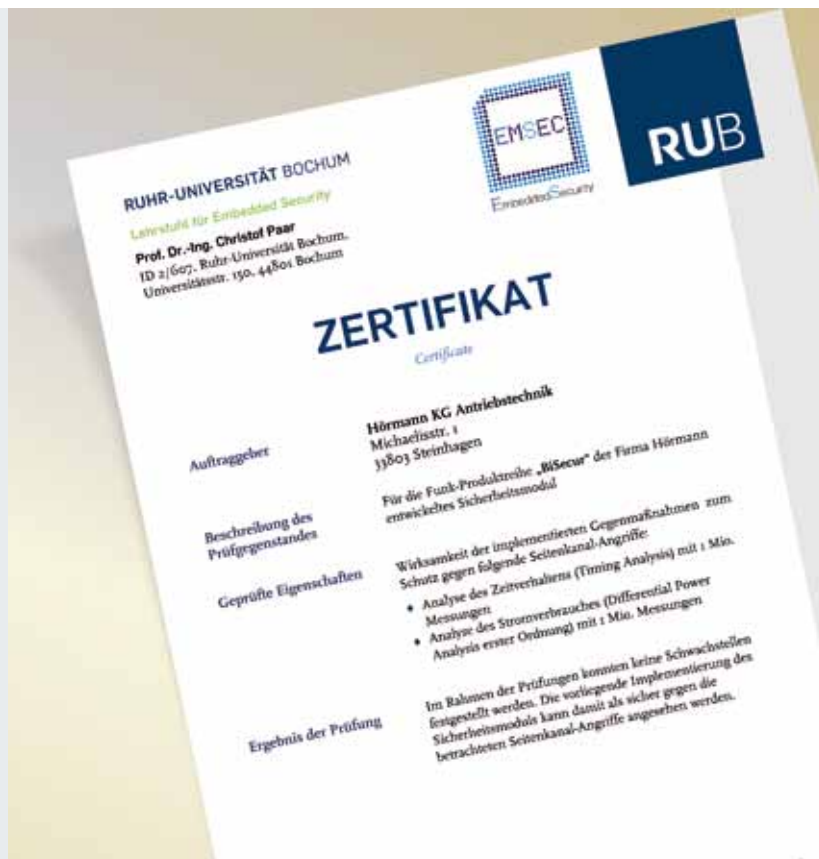 RUHR-UNIVERSITÄT BOCHUM
Lehrstuhl für Embedded Security
Prof. Dr.-Ing. Christof Paar
ID 2/607, Ruhr-Universität Bochum,
Universitätsstr. 150, 44801 Bochum
EMSEC
EmbeddedSecurity
RUB
ZERTIFIKAT
Certificate
Auftraggeber
Hörmann KG Antriebstechnik
Michaelisstr. 1
33803 Steinhagen
Beschreibung des
Prüfgegenstandes
Für die Funk-Produktreihe „BiSecur“ der Firma Hörmann
entwickeltes Sicherheitsmodul
Geprüfte Eigenschaften
Wirksamkeit der implementierten Gegenmaßnahmen zum
Schutz gegen folgende Seitenkanal-Angriffe:
• Analyse des Zeitverhaltens (Timing Analysis) mit 1 Mio.
Messungen
• Analyse des Stromverbrauches (Differential Power
Analysis erster Ordnung) mit 1 Mio. Messungen
Ergebnis der Prüfung
Im Rahmen der Prüfungen konnten keine Schwachstellen
festgestellt werden. Die vorliegende Implementierung des
Sicherheitsmoduls kann damit als sicher gegen die
betrachteten Seitenkanal-Angriffe angesehen werden.